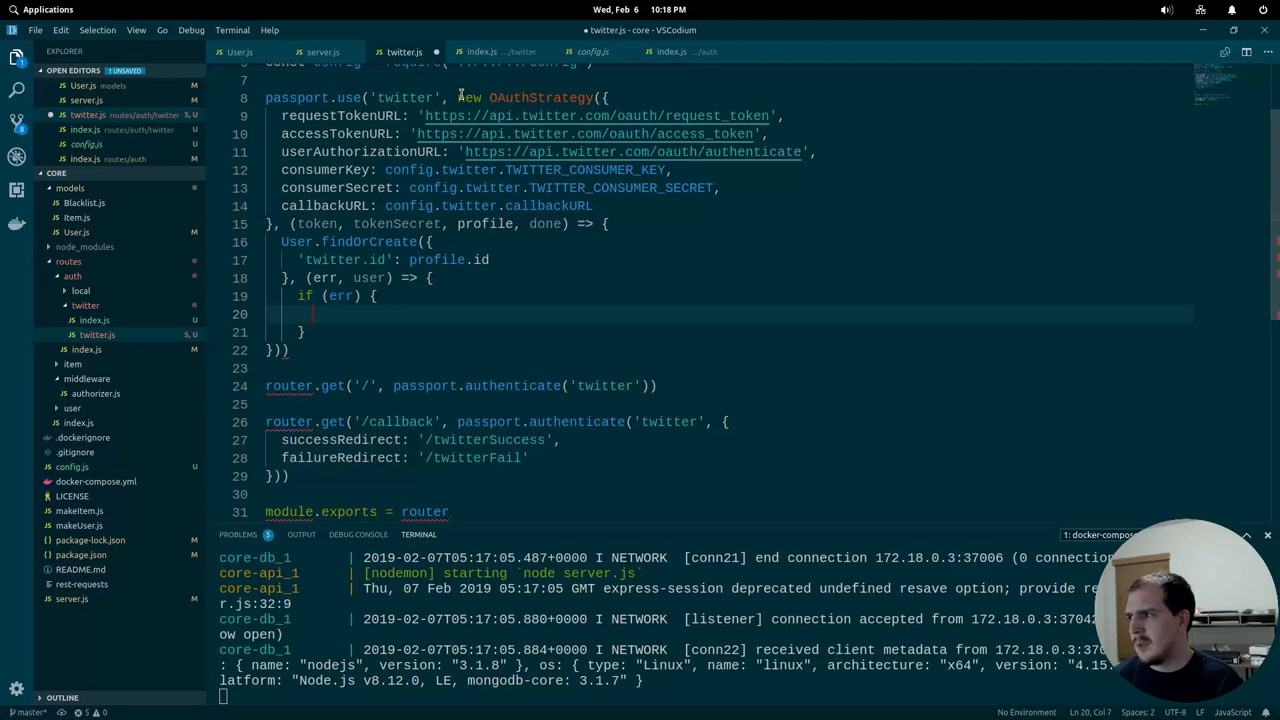 Applications
Wed, Feb 6 10:18 PM
File Edit Selection View Go Debug Terminal Help
● twitter.js - core - VSCodium
EXPLORER
User.js server.js twitter.js ● index.js .../twitter config.js index.js .../auth
OPEN EDITORS 1 UNSAVED
User.js models M
server.js M
twitter.js routes/auth/twitter 5, U
index.js routes/auth/twitter U
config.js U
index.js routes/auth M
CORE
models
Blacklist.js
Item.js
User.js M
node_modules
routes
auth
local
twitter
index.js U
twitter.js 5, U
index.js M
item
middleware
authorizer.js
user
index.js
.dockerignore
.gitignore
config.js U
docker-compose.yml
LICENSE
makeItem.js
makeUser.js
package-lock.json M
package.json M
README.md
rest-requests
server.js M
OUTLINE
7
8 passport.use('twitter', new OAuthStrategy({
9 requestTokenURL: 'https://api.twitter.com/oauth/request_token',
10 accessTokenURL: 'https://api.twitter.com/oauth/access_token',
11 userAuthorizationURL: 'https://api.twitter.com/oauth/authenticate',
12 consumerKey: config.twitter.TWITTER_CONSUMER_KEY,
13 consumerSecret: config.twitter.TWITTER_CONSUMER_SECRET,
14 callbackURL: config.twitter.callbackURL
15 }, (token, tokenSecret, profile, done) => {
16 User.findOrCreate({
17 'twitter.id': profile.id
18 }, (err, user) => {
19 if (err) {
20
21 }
22 }))
23
24 router.get('/', passport.authenticate('twitter'))
25
26 router.get('/callback', passport.authenticate('twitter', {
27 successRedirect: '/twitterSuccess',
28 failureRedirect: '/twitterFail'
29 }))
30
31 module.exports = router
PROBLEMS 5 OUTPUT DEBUG CONSOLE TERMINAL
1: docker-compo
core-db_1 | 2019-02-07T05:17:05.487+0000 I NETWORK [conn21] end connection 172.18.0.3:37006 (0 connection
core-api_1 | [nodemon] starting `node server.js`
core-api_1 | Thu, 07 Feb 2019 05:17:05 GMT express-session deprecated undefined resave option; provide re
r.js:32:9
core-db_1 | 2019-02-07T05:17:05.880+0000 I NETWORK [listener] connection accepted from 172.18.0.3:3704
ow open)
core-db_1 | 2019-02-07T05:17:05.884+0000 I NETWORK [conn22] received client metadata from 172.18.0.
: { name: "nodejs", version: "3.1.8" }, os: { type: "Linux", name: "linux", architecture: "x64", version: "4.15.
latform: "Node.js v8.12.0, LE, mongodb-core: 3.1.7" }
master* 5 0
No Environment Ln 20, Col 7 Spaces: 2 UTF-8 LF JavaScript